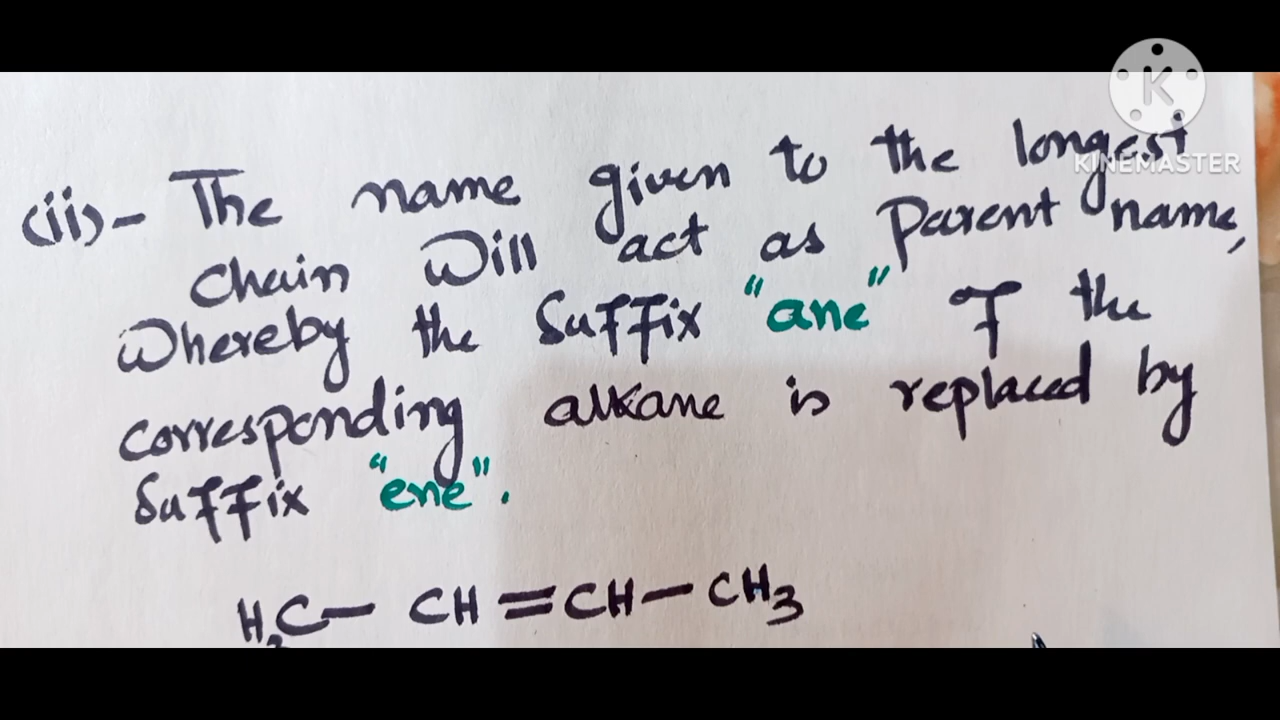 KINEMASTER
(ii)- The name given to the longest
chain will act as Parent name,
Whereby the Suffix "ane" of the
corresponding alkane is replaced by
Suffix "ene".
H₃C- CH=CH-CH₃